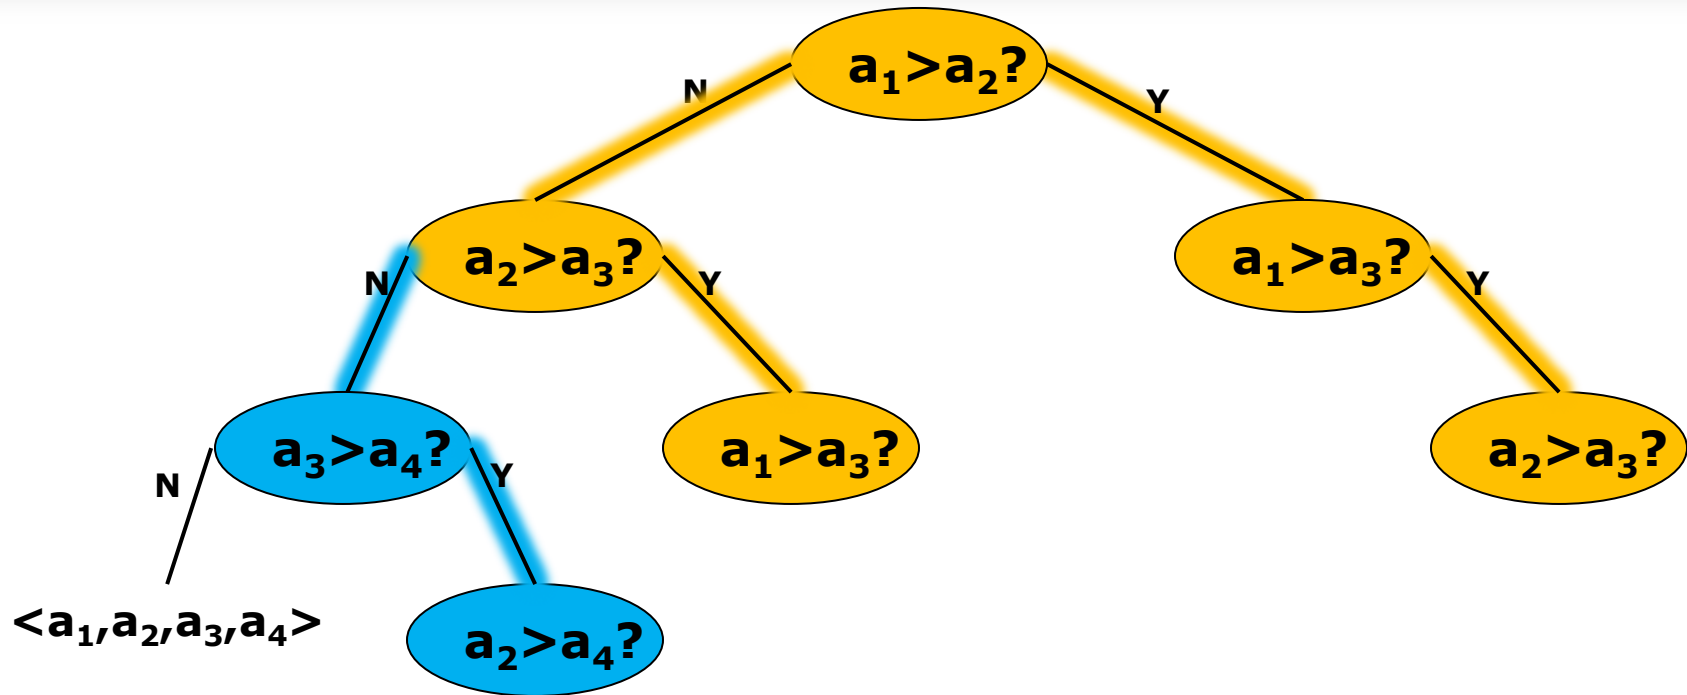 a₁>a₂?
N
Y
a₂>a₃?
a₁>a₃?
N
Y
Y
a₃>a₄?
a₁>a₃?
a₂>a₃?
N
Y
<a₁,a₂,a₃,a₄>
a₂>a₄?